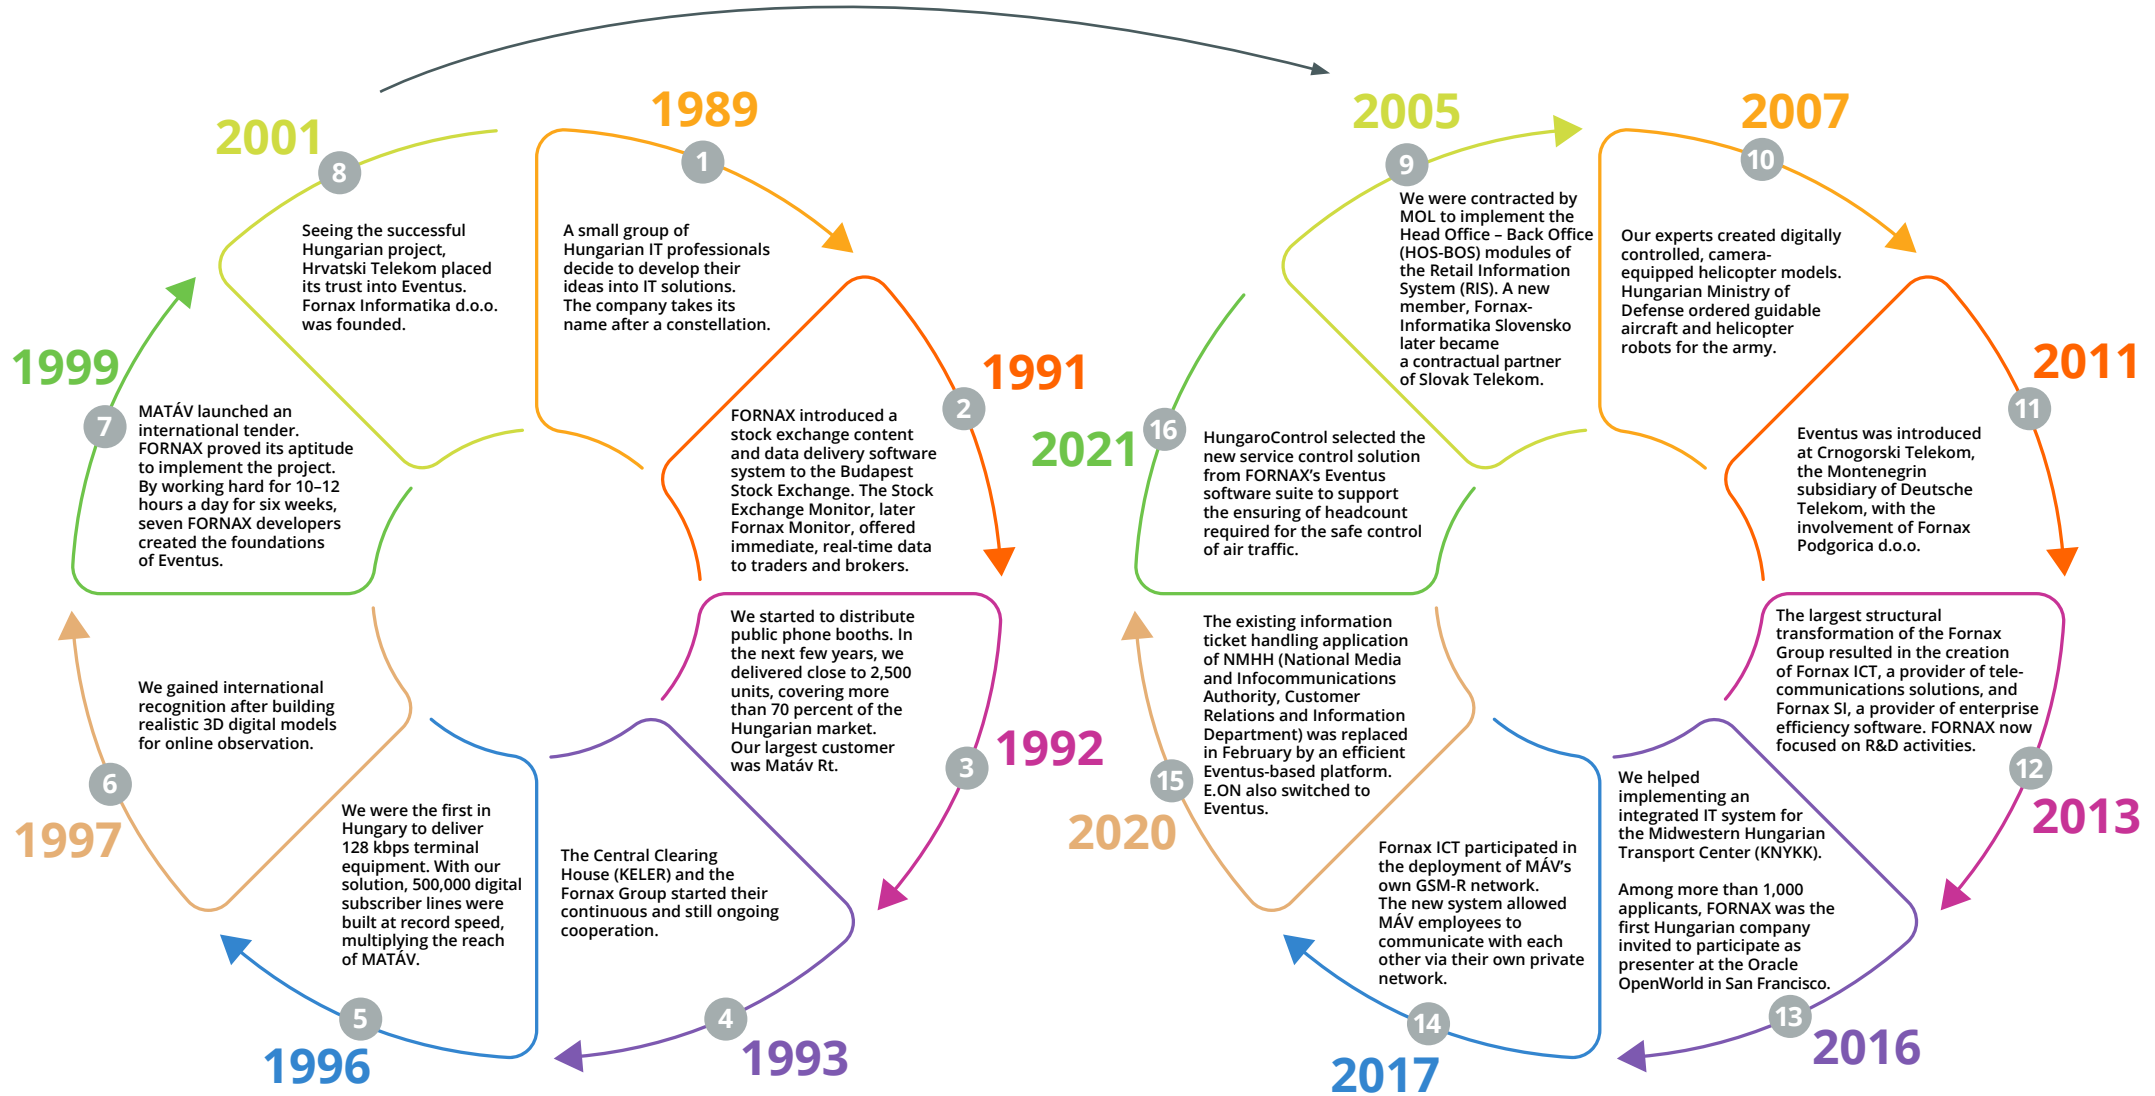 1989
1
A small group of
Hungarian IT professionals
decide to develop their
ideas into IT solutions.
The company takes its
name after a constellation.
1991
2
FORNAX introduced a
stock exchange content
and data delivery software
system to the Budapest
Stock Exchange. The Stock
Exchange Monitor, later
Fornax Monitor, offered
immediate, real-time data
to traders and brokers.
1992
3
We started to distribute
public phone booths. In
the next few years, we
delivered close to 2,500
units, covering more
than 70 percent of the
Hungarian market.
Our largest customer
was Matáv Rt.
1993
4
The Central Clearing
House (KELER) and the
Fornax Group started their
continuous and still ongoing
cooperation.
1996
5
We were the first in
Hungary to deliver
128 kbps terminal
equipment. With our
solution, 500,000 digital
subscriber lines were
built at record speed,
multiplying the reach
of MATÁV.
1997
6
We gained international
recognition after building
realistic 3D digital models
for online observation.
1999
7
MATÁV launched an
international tender.
FORNAX proved its aptitude
to implement the project.
By working hard for 10–12
hours a day for six weeks,
seven FORNAX developers
created the foundations
of Eventus.
2001
8
Seeing the successful
Hungarian project,
Hrvatski Telekom placed
its trust into Eventus.
Fornax Informatika d.o.o.
was founded.
2005
9
We were contracted by
MOL to implement the
Head Office – Back Office
(HOS-BOS) modules of
the Retail Information
System (RIS). A new
member, Fornax-
Informatika Slovensko
later became
a contractual partner
of Slovak Telekom.
2007
10
Our experts created digitally
controlled, camera-
equipped helicopter models.
Hungarian Ministry of
Defense ordered guidable
aircraft and helicopter
robots for the army.
2011
11
Eventus was introduced
at Crnogorski Telekom,
the Montenegrin
subsidiary of Deutsche
Telekom, with the
involvement of Fornax
Podgorica d.o.o.
2013
12
The largest structural
transformation of the Fornax
Group resulted in the creation
of Fornax ICT, a provider of tele-
communications solutions, and
Fornax SI, a provider of enterprise
efficiency software. FORNAX now
focused on R&D activities.
2016
13
We helped
implementing an
integrated IT system for
the Midwestern Hungarian
Transport Center (KNYKK).
Among more than 1,000
applicants, FORNAX was the
first Hungarian company
invited to participate as
presenter at the Oracle
OpenWorld in San Francisco.
2017
14
Fornax ICT participated in
the deployment of MÁV’s
own GSM-R network.
The new system allowed
MÁV employees to
communicate with each
other via their own private
network.
2020
15
The existing information
ticket handling application
of NMHH (National Media
and Infocommunications
Authority, Customer
Relations and Information
Department) was replaced
in February by an efficient
Eventus-based platform.
E.ON also switched to
Eventus.
2021
16
HungaroControl selected the
new service control solution
from FORNAX’s Eventus
software suite to support
the ensuring of headcount
required for the safe control
of air traffic.